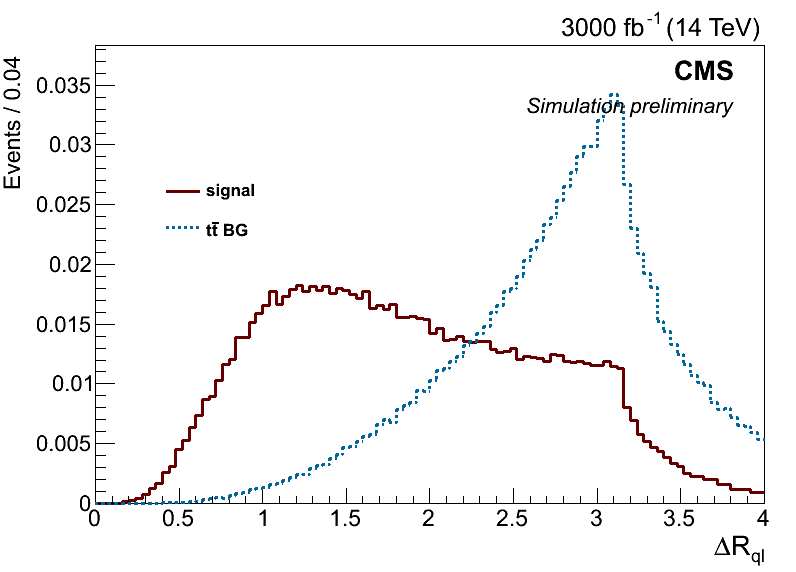 3000 fb⁻¹ (14 TeV)
Events / 0.04
CMS
Simulation preliminary
signal
tt̄ BG
0.035
0.03
0.025
0.02
0.015
0.01
0.005
0
0 0.5 1 1.5 2 2.5 3 3.5 4
ΔR_ql